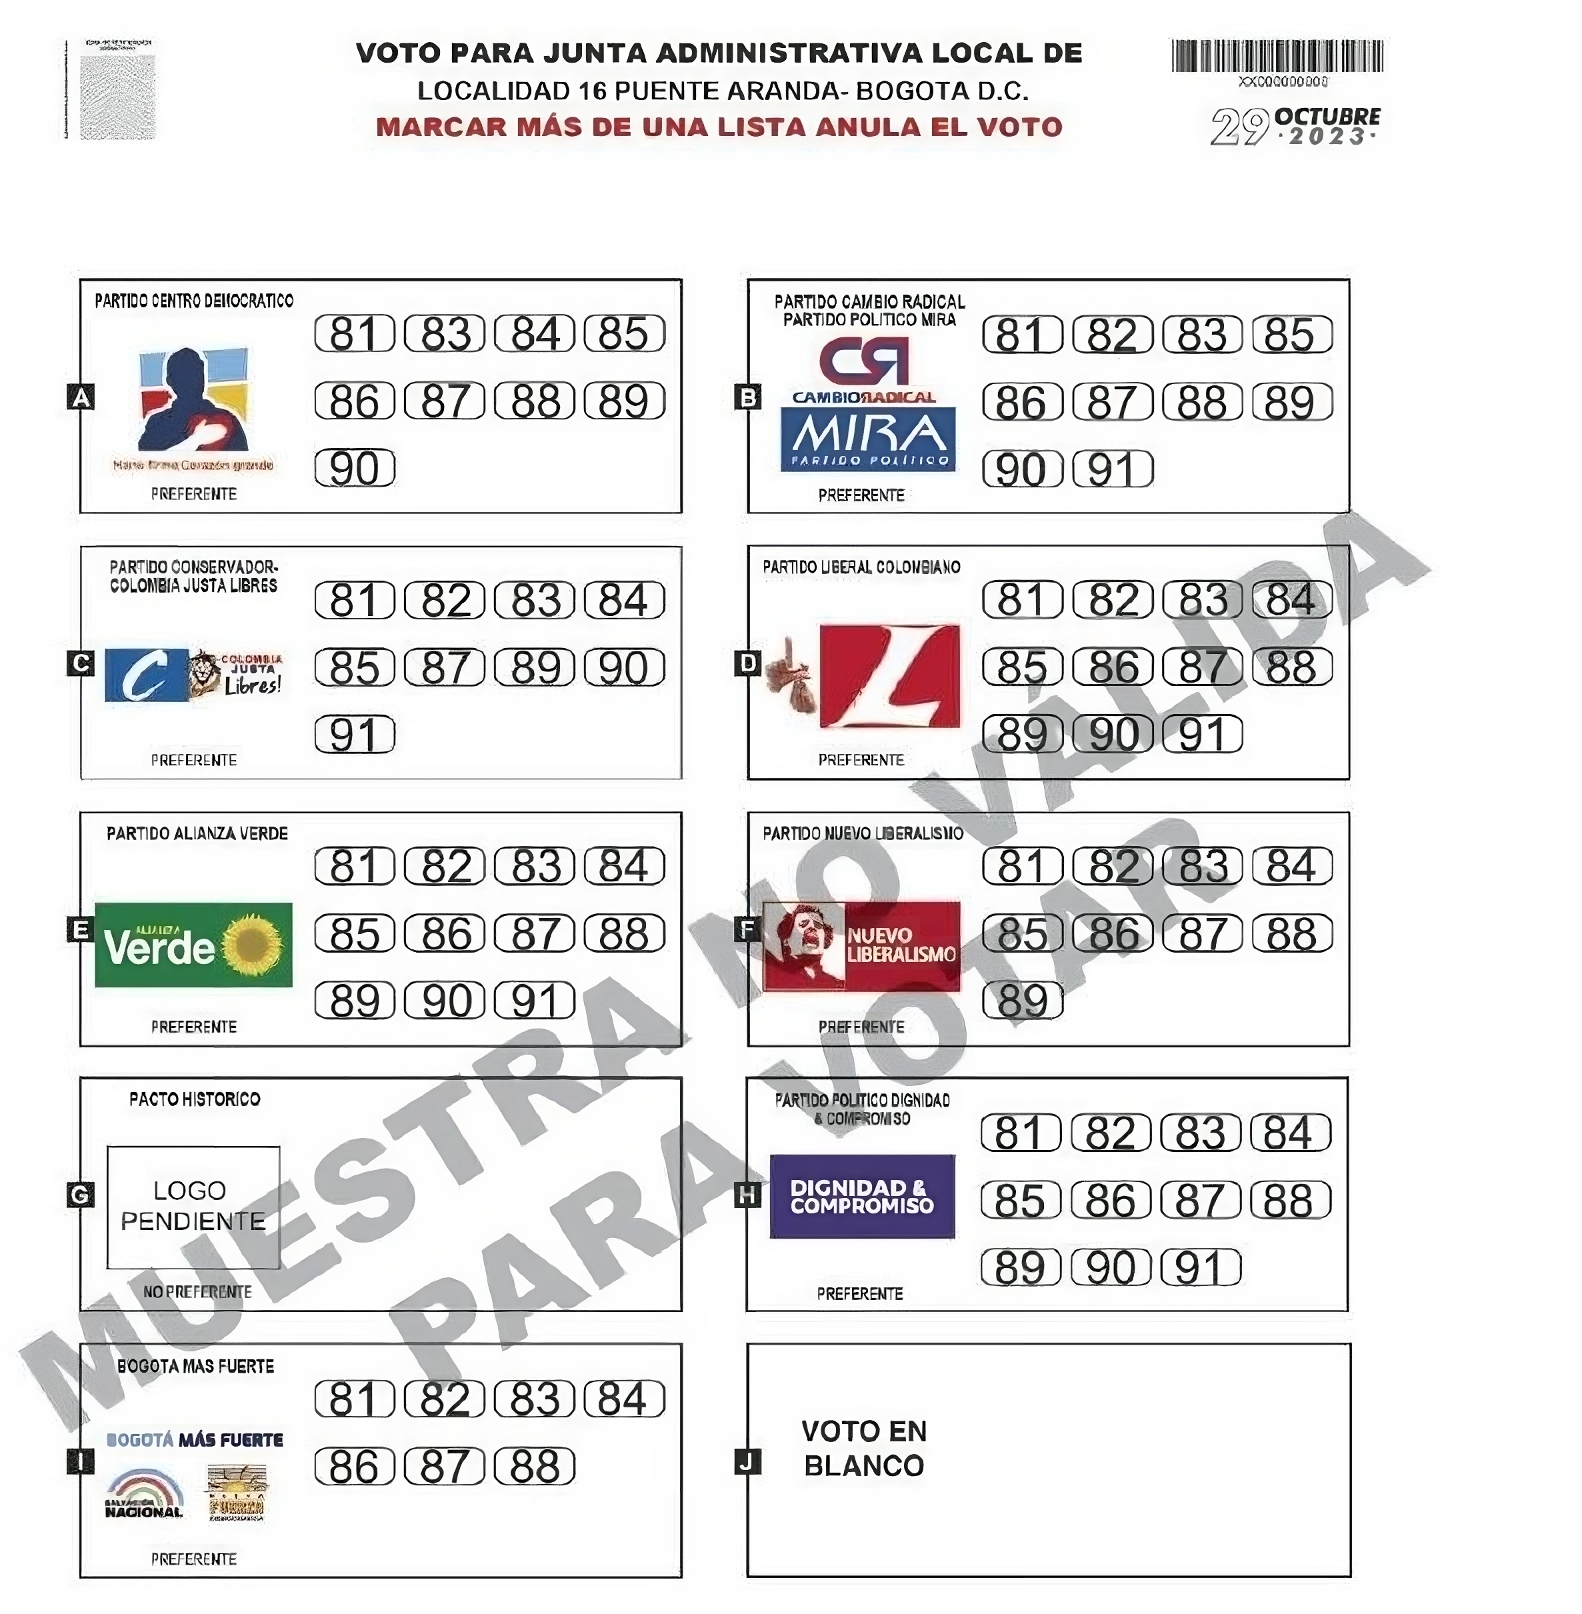 VOTO PARA JUNTA ADMINISTRATIVA LOCAL DE
LOCALIDAD 16 PUENTE ARANDA- BOGOTA D.C.
MARCAR MÁS DE UNA LISTA ANULA EL VOTO
29 OCTUBRE
·2023·
PARTIDO CENTRO DEMOCRATICO
A
81 83 84 85
86 87 88 89
90
PREFERENTE
PARTIDO CAMBIO RADICAL
PARTIDO POLITICO MIRA
B
CR
CAMBIO RADICAL
MIRA
PARTIDO POLÍTICO
81 82 83 85
86 87 88 89
90 91
PREFERENTE
PARTIDO CONSERVADOR-
COLOMBIA JUSTA LIBRES
C
C
COLOMBIA
JUSTA
Libres!
81 82 83 84
85 87 89 90
91
PREFERENTE
PARTIDO LIBERAL COLOMBIANO
D
L
81 82 83 84
85 86 87 88
89 90 91
PREFERENTE
PARTIDO ALIANZA VERDE
E
ALIANZA
Verde
81 82 83 84
85 86 87 88
89 90 91
PREFERENTE
PARTIDO NUEVO LIBERALISMO
F
NUEVO
LIBERALISMO
81 82 83 84
85 86 87 88
89
PREFERENTE
PACTO HISTORICO
G
LOGO
PENDIENTE
NO PREFERENTE
PARTIDO POLITICO DIGNIDAD
& COMPROMISO
H
DIGNIDAD &
COMPROMISO
81 82 83 84
85 86 87 88
89 90 91
PREFERENTE
BOGOTA MAS FUERTE
I
BOGOTÁ MÁS FUERTE
SALVACIÓN
NACIONAL
81 82 83 84
86 87 88
PREFERENTE
J
VOTO EN
BLANCO
MUESTRA NO VÁLIDA
PARA VOTAR